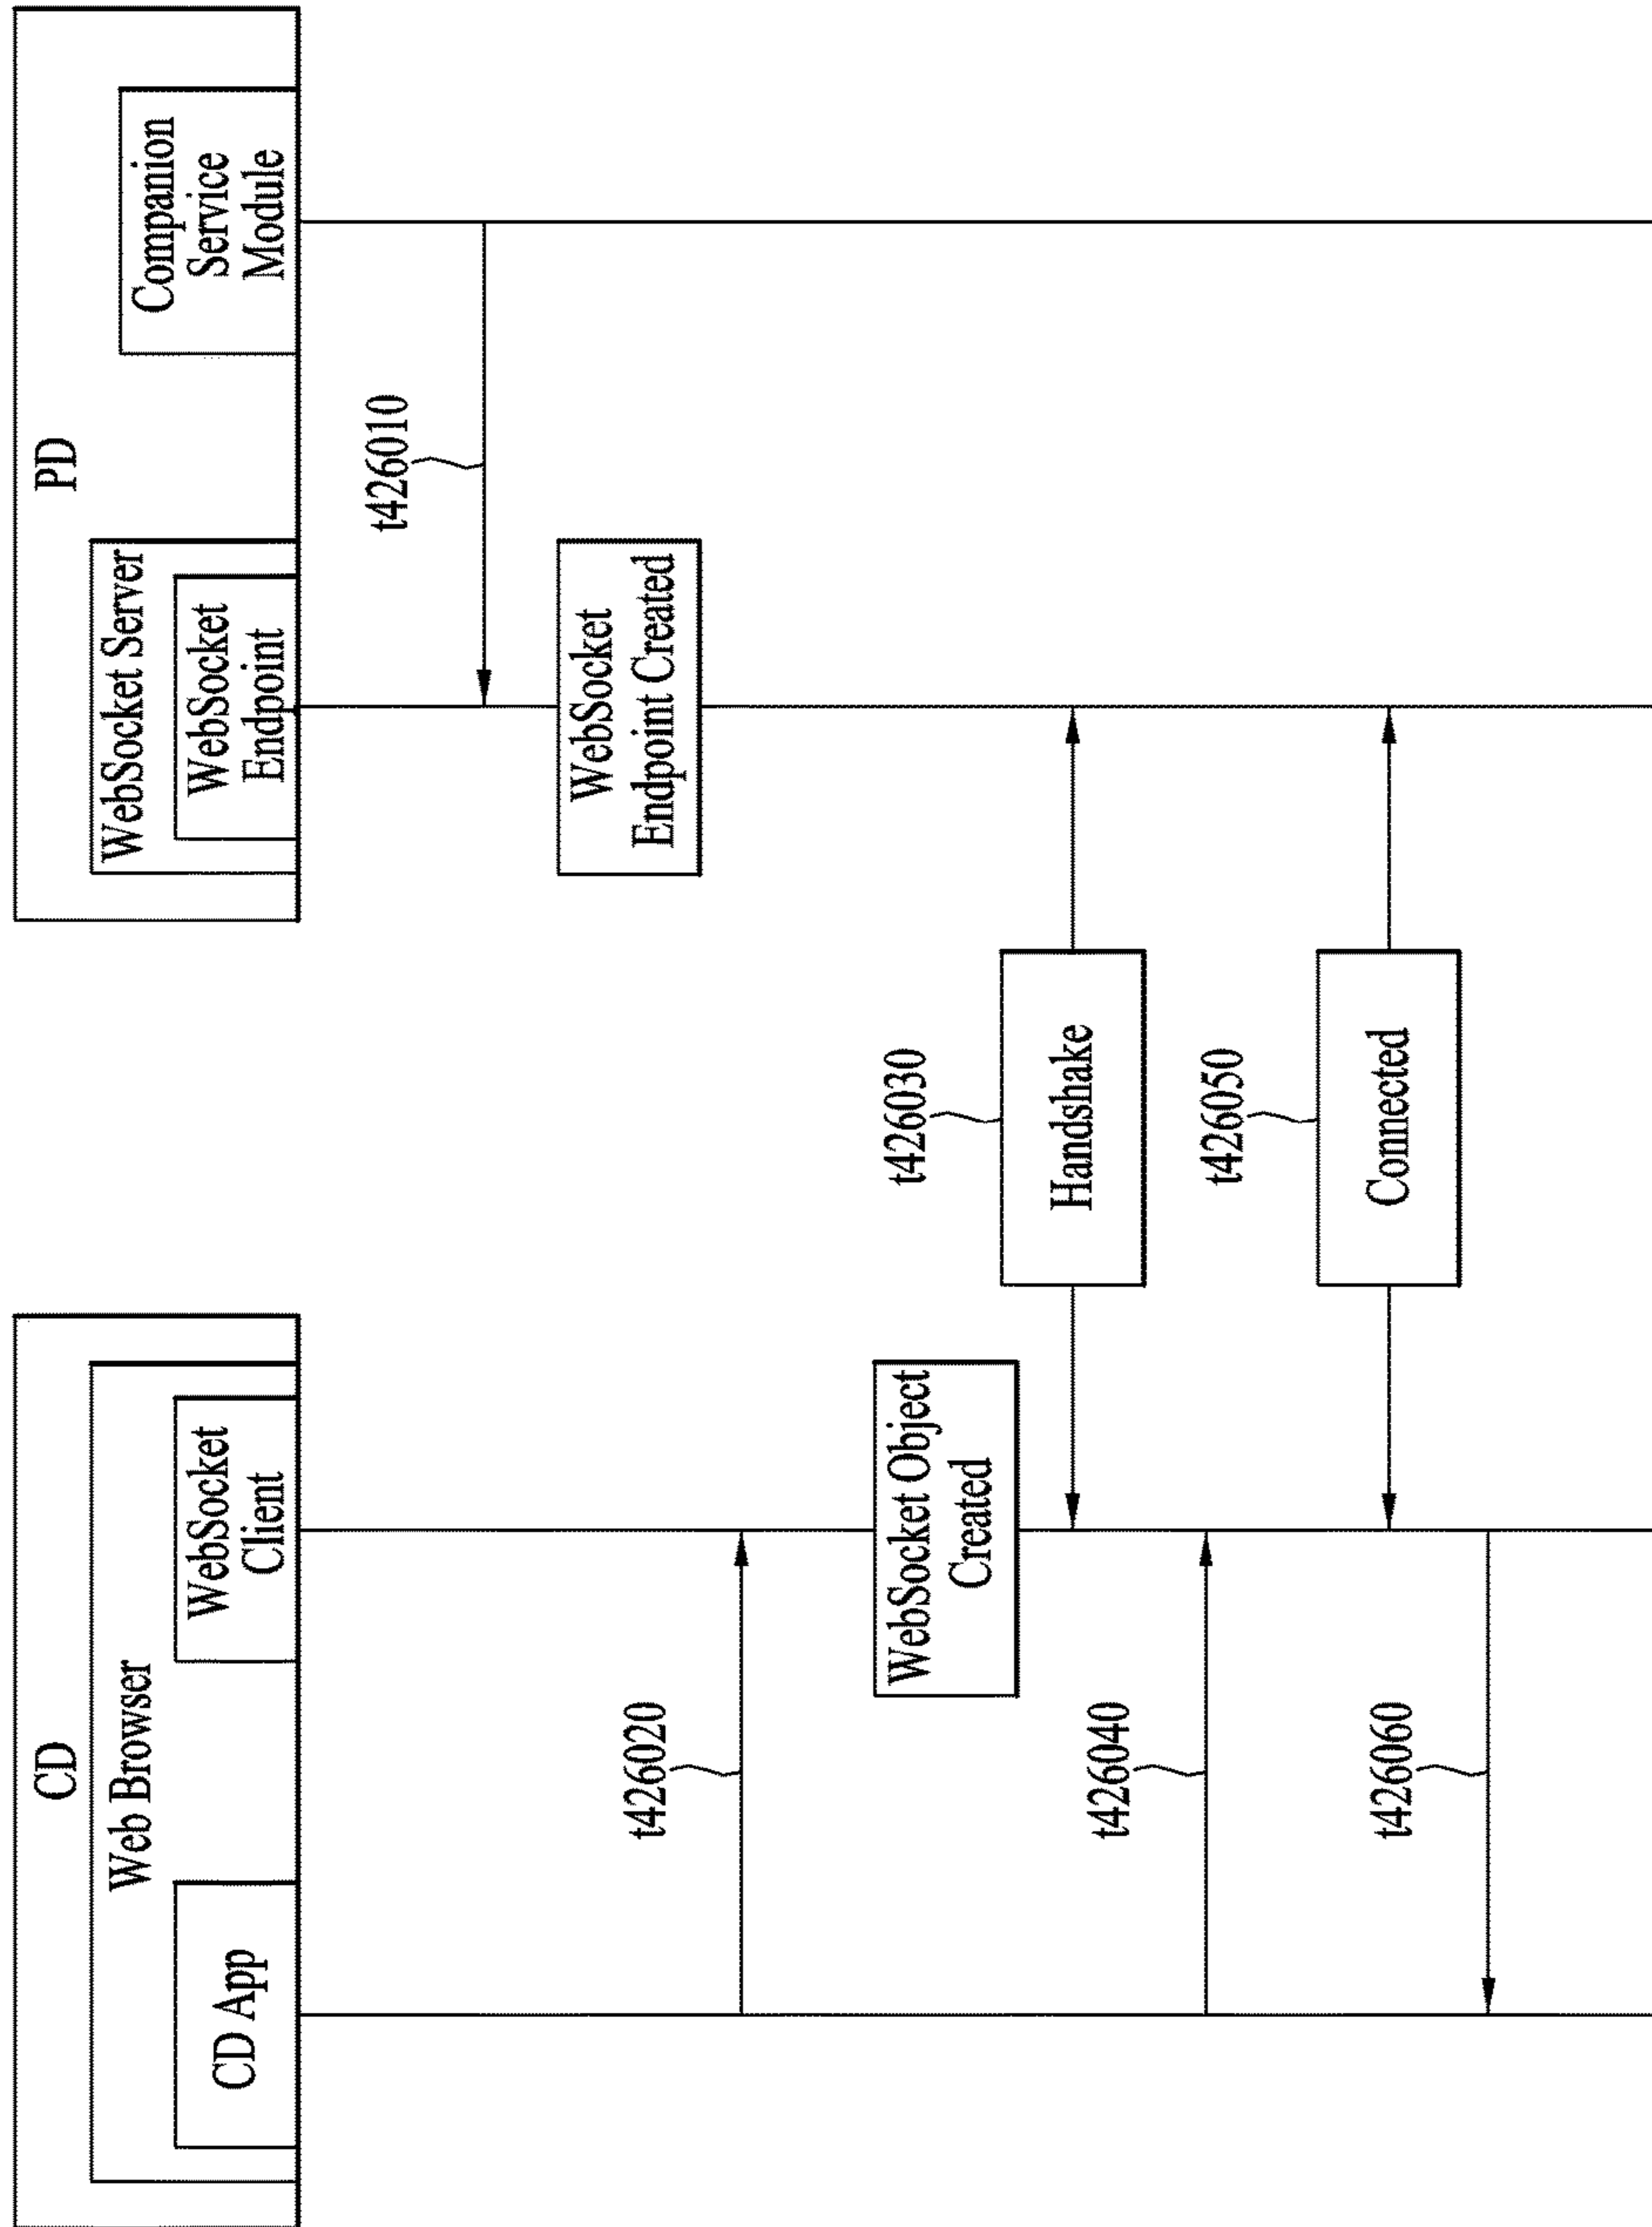 CD
Web Browser
CD App
WebSocket
Client
PD
WebSocket Server
WebSocket
Endpoint
Companion
Service
Module
t426010
WebSocket
Endpoint Created
t426020
WebSocket Object
Created
t426030
Handshake
t426040
t426050
Connected
t426060